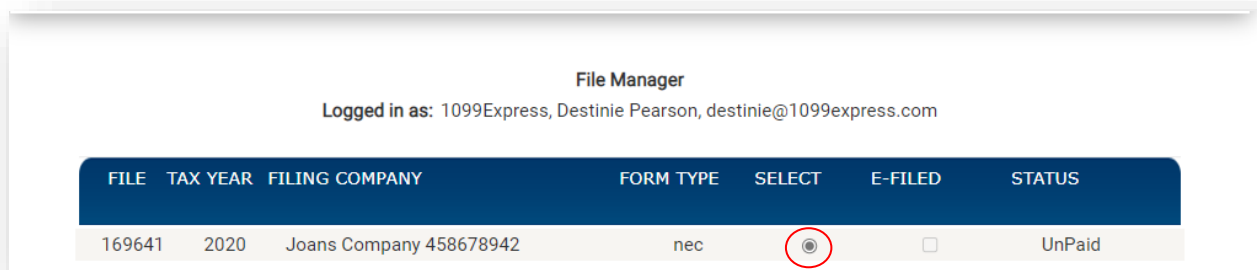 File Manager
Logged in as: 1099Express, Destinie Pearson, destinie@1099express.com
FILE TAX YEAR FILING COMPANY FORM TYPE SELECT E-FILED STATUS
169641 2020 Joans Company 458678942 nec UnPaid